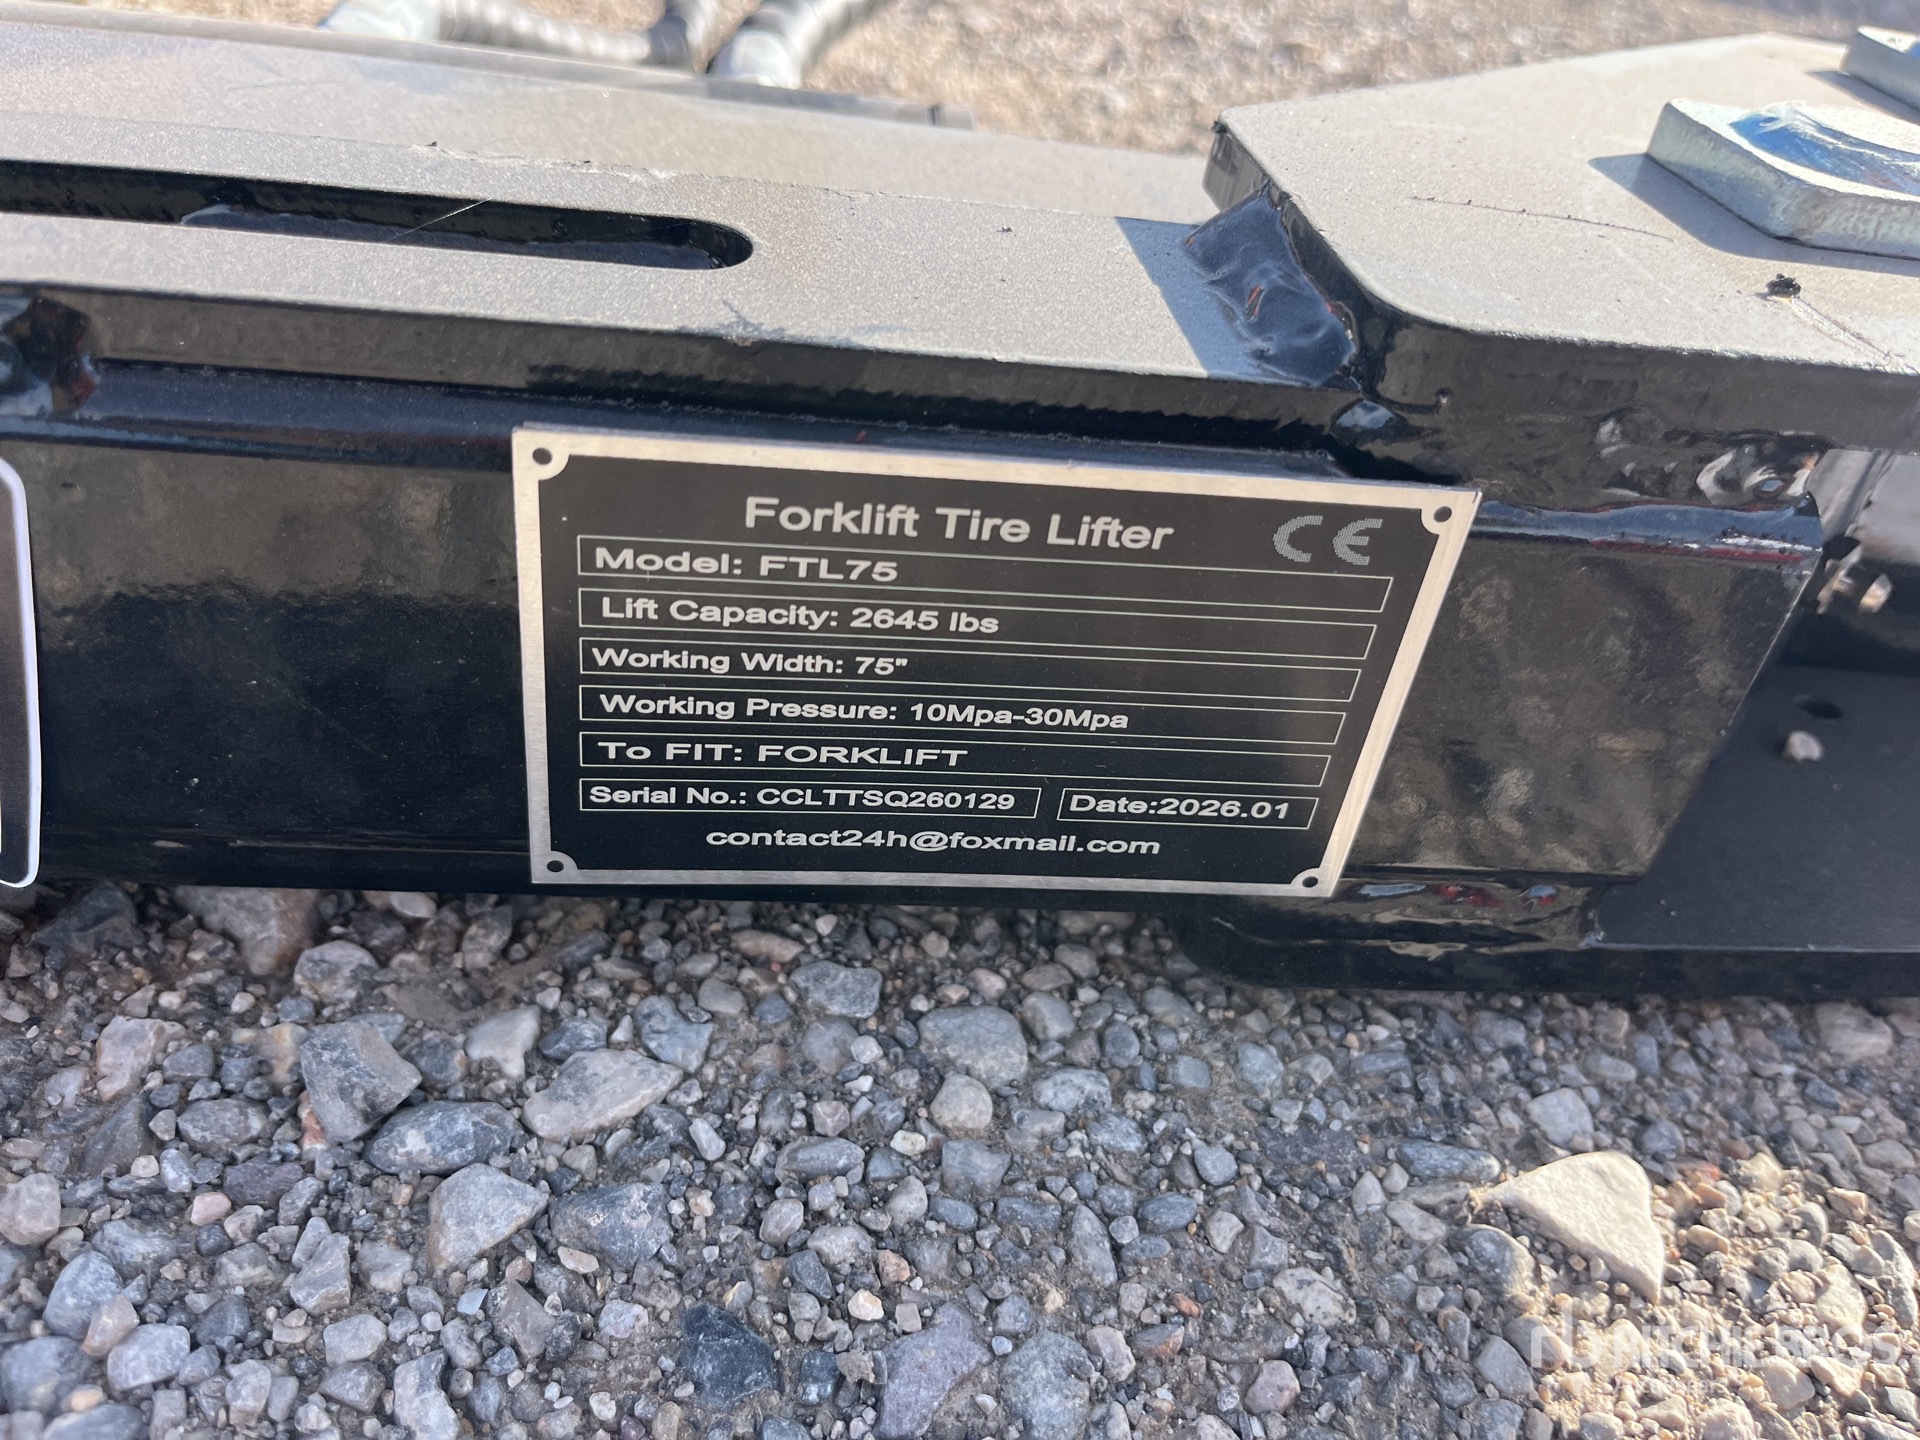 Forklift Tire Lifter CE
Model: FTL75
Lift Capacity: 2645 lbs
Working Width: 75"
Working Pressure: 10Mpa-30Mpa
To FIT: FORKLIFT
Serial No.: CCLTTSQ260129 Date:2026.01
contact24h@foxmail.com